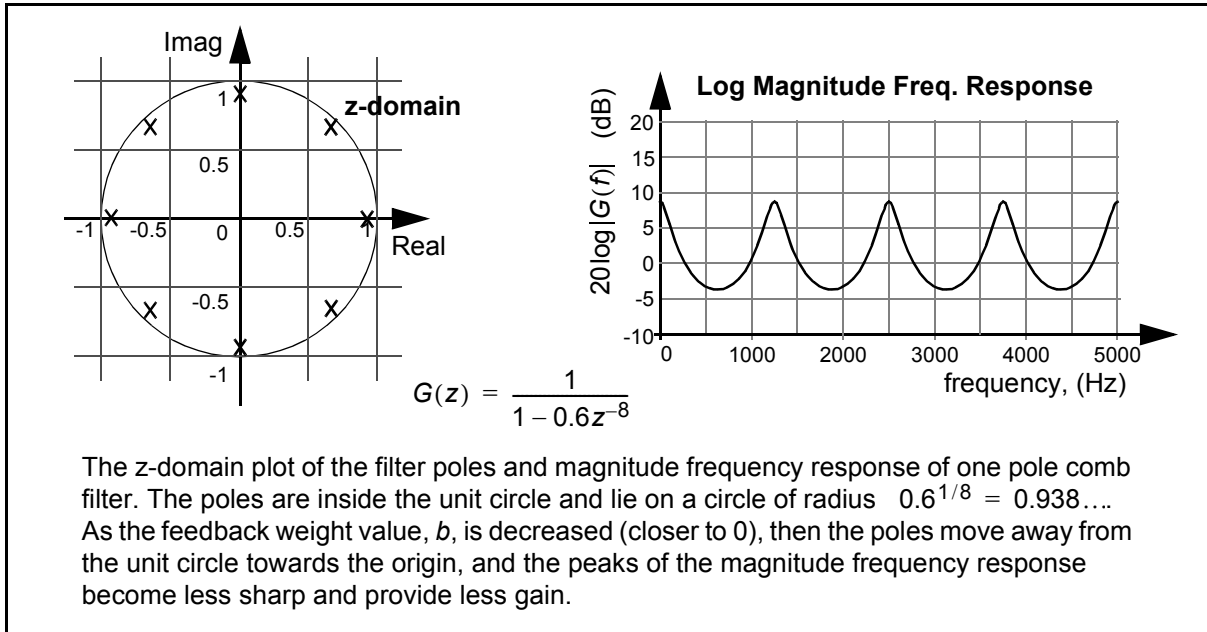 Imag
1
z-domain
0.5
-1 -0.5 0 0.5 1
Real
-0.5
-1
Log Magnitude Freq. Response
20log|G(f)| (dB)
20
15
10
5
0
-5
-10
0 1000 2000 3000 4000 5000
frequency, (Hz)
G(z) = 1 / (1 – 0.6z^–8)
The z-domain plot of the filter poles and magnitude frequency response of one pole comb
filter. The poles are inside the unit circle and lie on a circle of radius 0.6^1/8 = 0.938...
As the feedback weight value, b, is decreased (closer to 0), then the poles move away from
the unit circle towards the origin, and the peaks of the magnitude frequency response
become less sharp and provide less gain.